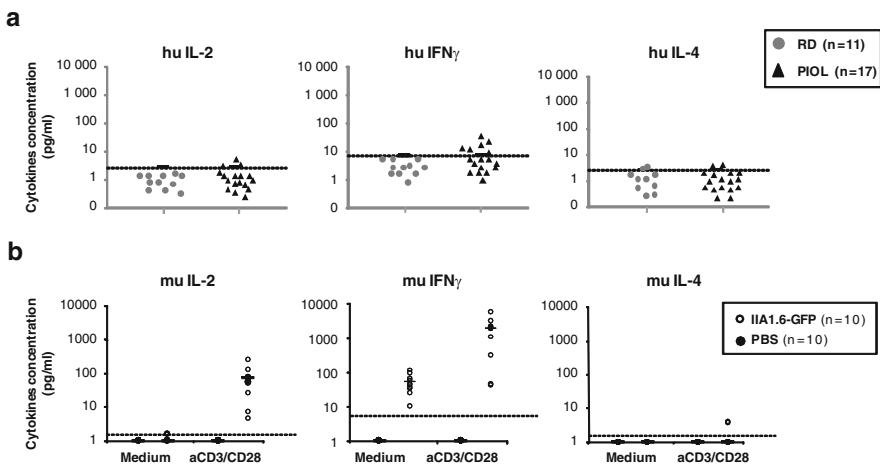 a
hu IL-2
hu IFNγ
hu IL-4
RD (n=11)
PIOL (n=17)
Cytokines concentration
(pg/ml)
10 000
1 000
10
1
0
10 000
1 000
10
1
0
10 000
1 000
10
1
0
b
mu IL-2
mu IFNγ
mu IL-4
IIA1.6-GFP (n=10)
PBS (n=10)
Cytokines concentration
(pg/ml)
10000
1000
100
10
1
10000
1000
100
10
1
10000
1000
100
10
1
Medium aCD3/CD28
Medium aCD3/CD28
Medium aCD3/CD28